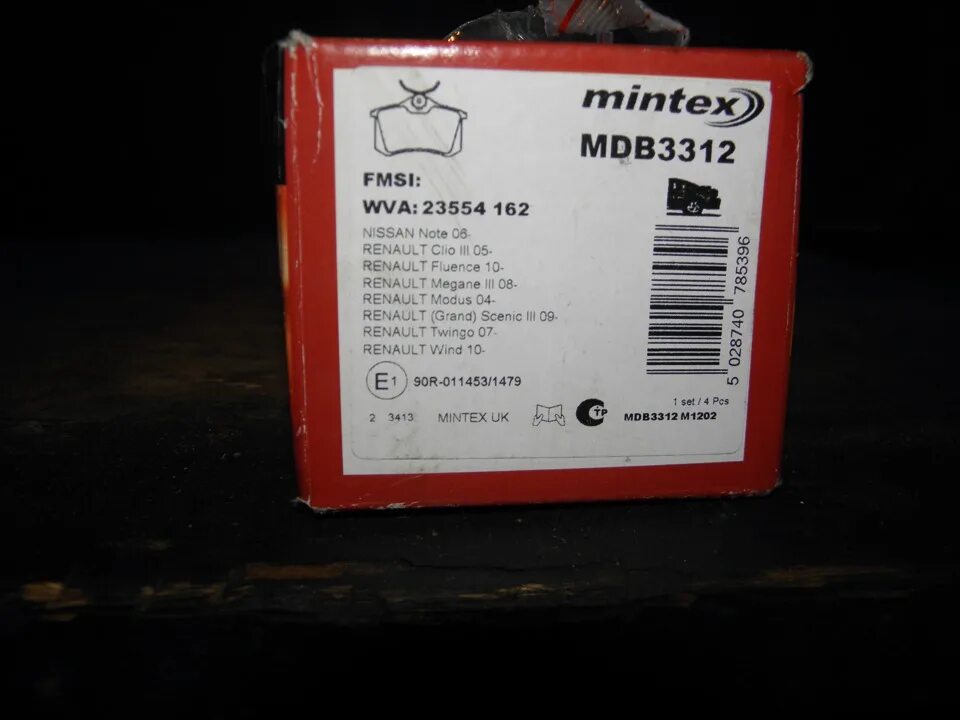 mintex
MDB3312
FMSI:
WVA: 23554 162
NISSAN Note 06-
RENAULT Clio III 05-
RENAULT Fluence 10-
RENAULT Megane III 08-
RENAULT Modus 04-
RENAULT (Grand) Scenic III 09-
RENAULT Twingo 07-
RENAULT Wind 10-
5 028740 785396
E1 90R-011453/1479
1 set / 4 Pcs
2 3413 MINTEX UK CTP MDB3312 M1202